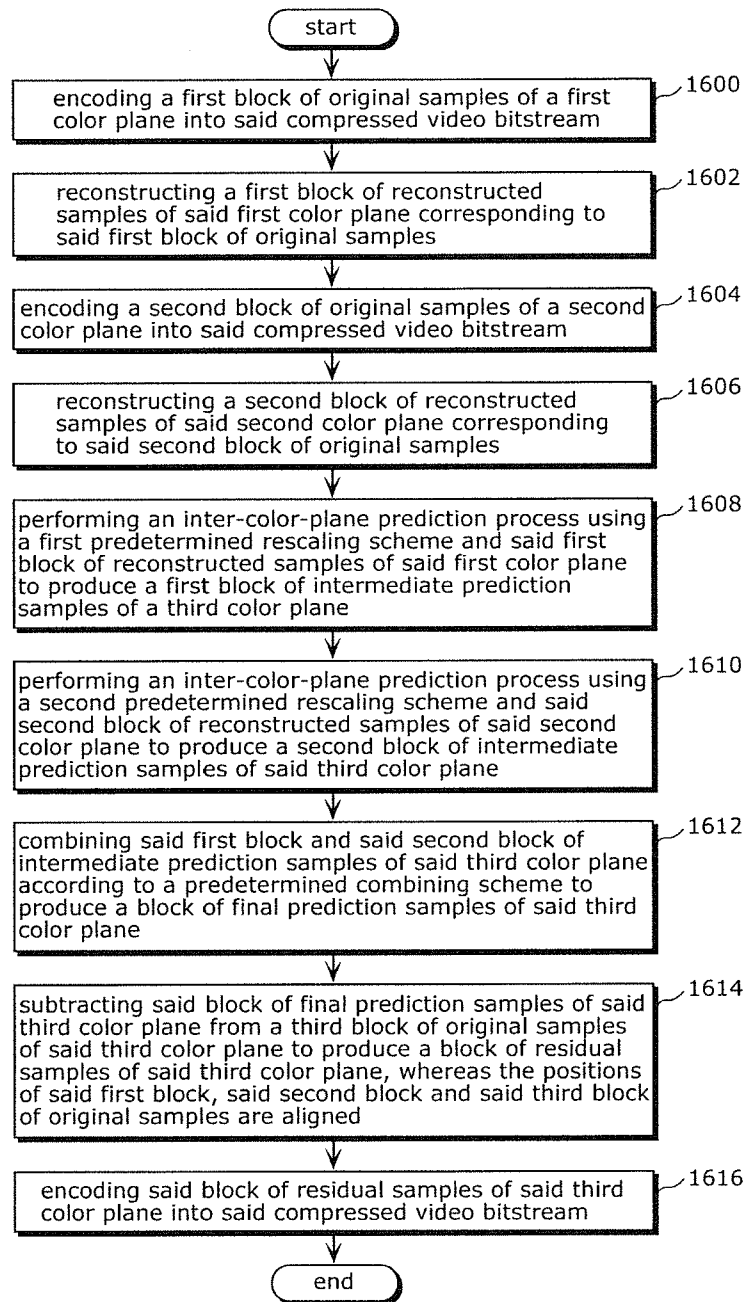 start
1600
encoding a first block of original samples of a first
color plane into said compressed video bitstream
1602
reconstructing a first block of reconstructed
samples of said first color plane corresponding to
said first block of original samples
1604
encoding a second block of original samples of a second
color plane into said compressed video bitstream
1606
reconstructing a second block of reconstructed
samples of said second color plane corresponding
to said second block of original samples
1608
performing an inter-color-plane prediction process using
a first predetermined rescaling scheme and said first
block of reconstructed samples of said first color plane
to produce a first block of intermediate prediction
samples of a third color plane
1610
performing an inter-color-plane prediction process using
a second predetermined rescaling scheme and said
second block of reconstructed samples of said second
color plane to produce a second block of intermediate
prediction samples of said third color plane
1612
combining said first block and said second block of
intermediate prediction samples of said third color plane
according to a predetermined combining scheme to
produce a block of final prediction samples of said third
color plane
1614
subtracting said block of final prediction samples of said
third color plane from a third block of original samples
of said third color plane to produce a block of residual
samples of said third color plane, whereas the positions
of said first block, said second block and said third block
of original samples are aligned
1616
encoding said block of residual samples of said third
color plane into said compressed video bitstream
end